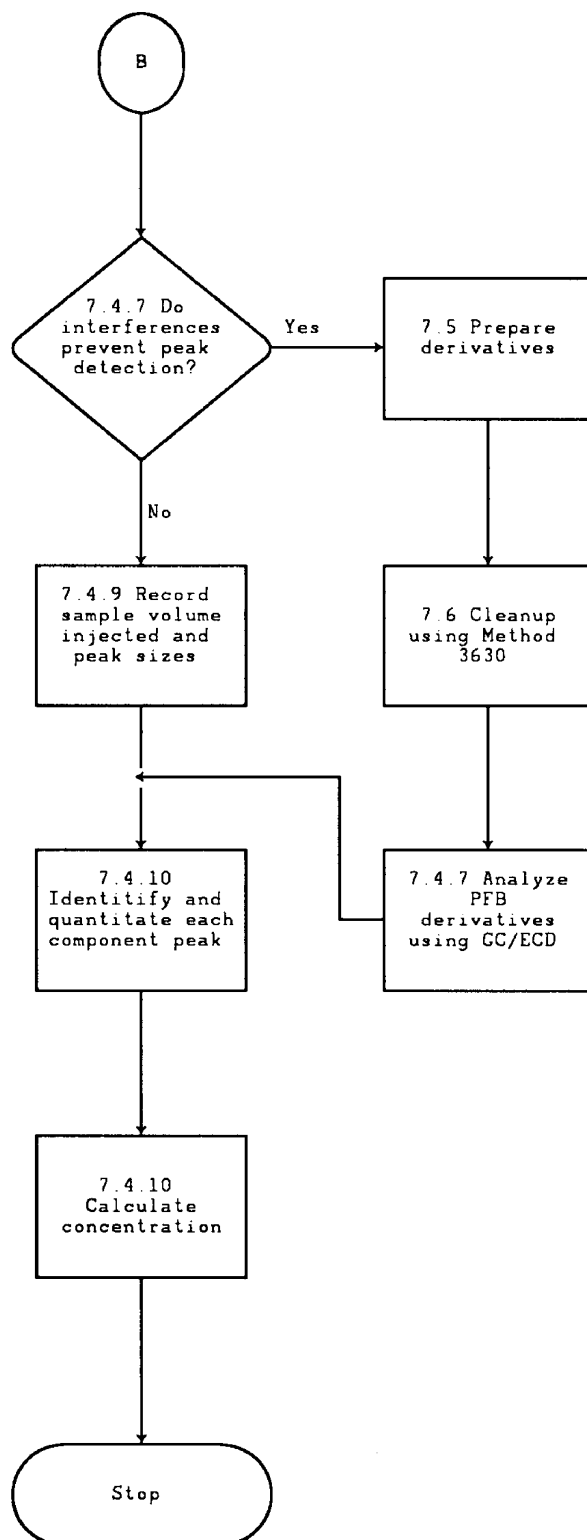 B
7.4.7 Do
interferences
prevent peak
detection?
Yes
7.5 Prepare
derivatives
No
7.4.9 Record
sample volume
injected and
peak sizes
7.6 Cleanup
using Method
3630
7.4.10
Identitify and
quantitate each
component peak
7.4.7 Analyze
PFB
derivatives
using GC/ECD
7.4.10
Calculate
concentration
Stop